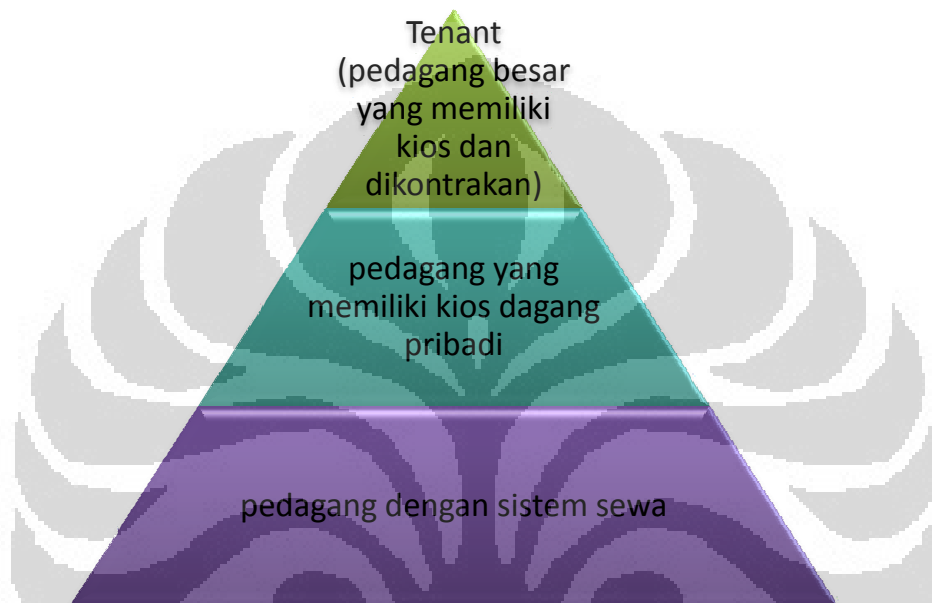 Tenant
(pedagang besar
yang memiliki
kios dan
dikontrakan)
pedagang yang
memiliki kios dagang
pribadi
pedagang dengan sistem sewa